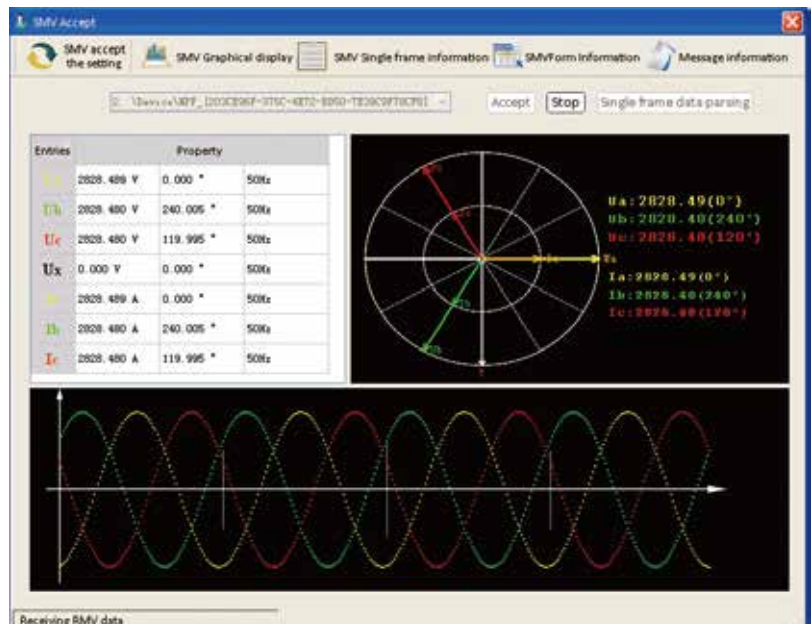 SMV Accept
SMV accept the setting
SMV Graphical display
SMV Single frame information
SMVForm Information
Message information
Accept
Stop
Single frame data parsing
Entries Property
2828.489 V 0.000 ° 50Hz
Ub 2828.480 V 240.005 ° 50Hz
Uc 2828.480 V 119.995 ° 50Hz
Ux 0.000 V 0.000 °
2828.489 A 0.000 ° 50Hz
Ib 2828.480 A 240.005 ° 50Hz
Ic 2828.480 A 119.995 ° 50Hz
Ua:2828.49(0°)
Ub:2828.48(240°)
Uc:2828.48(120°)
Ua
Ia:2828.49(0°)
Ib:2828.48(240°)
Ic:2828.48(120°)
Receiving RMV data